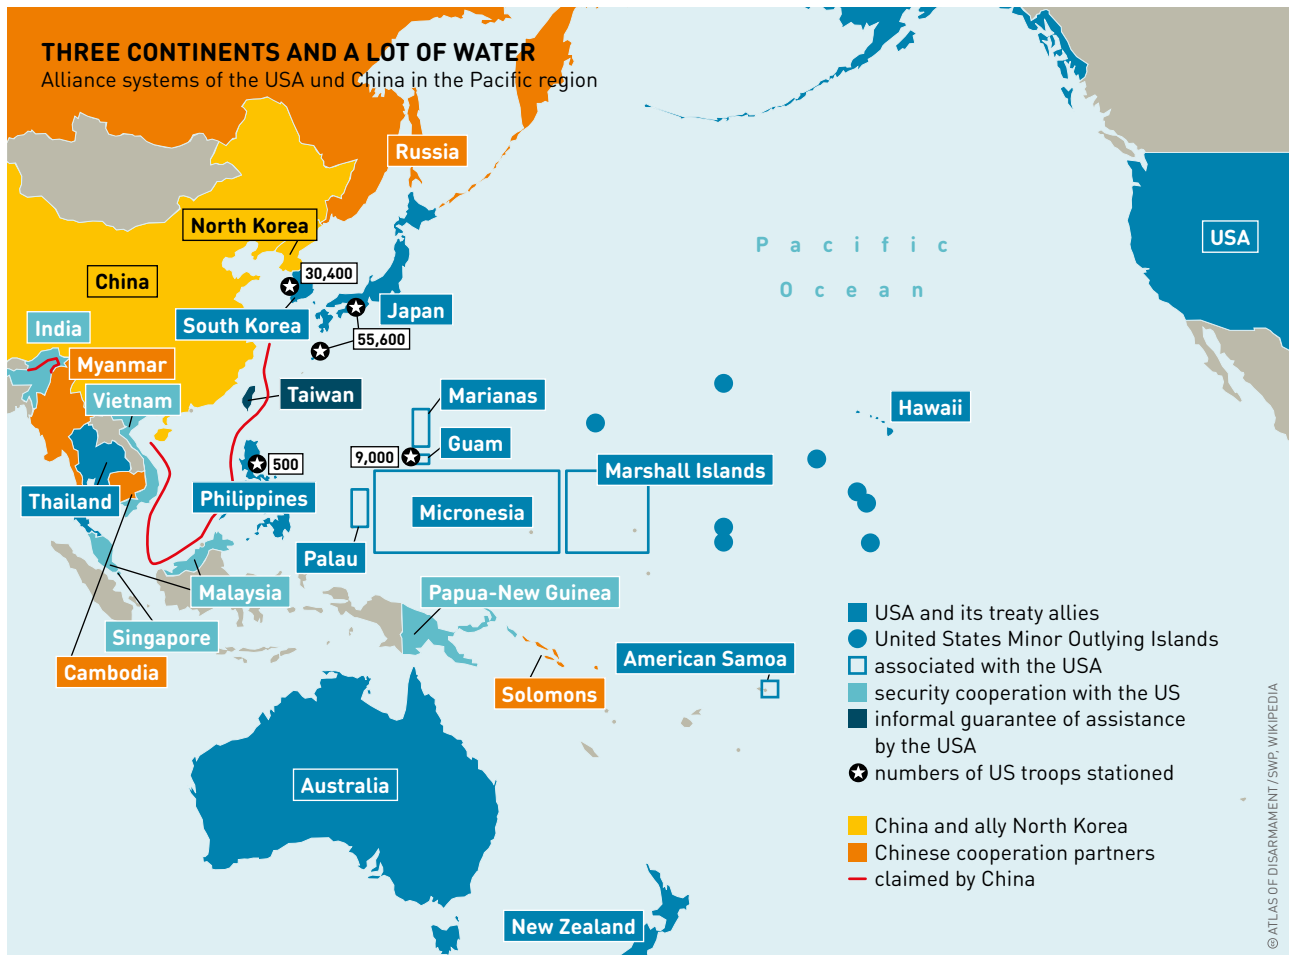 THREE CONTINENTS AND A LOT OF WATER
Alliance systems of the USA und China in the Pacific region
Russia
North Korea
China
30,400
South Korea
Japan
55,600
India
Myanmar
Vietnam
Taiwan
Marianas
Guam
9,000
500
Thailand
Philippines
Marshall Islands
Micronesia
Palau
Malaysia
Singapore
Cambodia
Papua-New Guinea
Solomons
American Samoa
Australia
New Zealand
Pacific
Ocean
Hawaii
USA
USA and its treaty allies
United States Minor Outlying Islands
associated with the USA
security cooperation with the US
informal guarantee of assistance
by the USA
numbers of US troops stationed
China and ally North Korea
Chinese cooperation partners
claimed by China
🄯 ATLAS OF DISARMAMENT / SWP, WIKIPEDIA